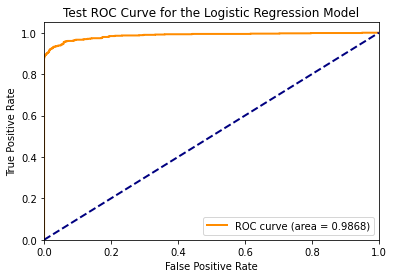 Test ROC Curve for the Logistic Regression Model
True Positive Rate
1.0
0.8
0.6
0.4
0.2
0.0
ROC curve (area = 0.9868)
0.0 0.2 0.4 0.6 0.8 1.0
False Positive Rate